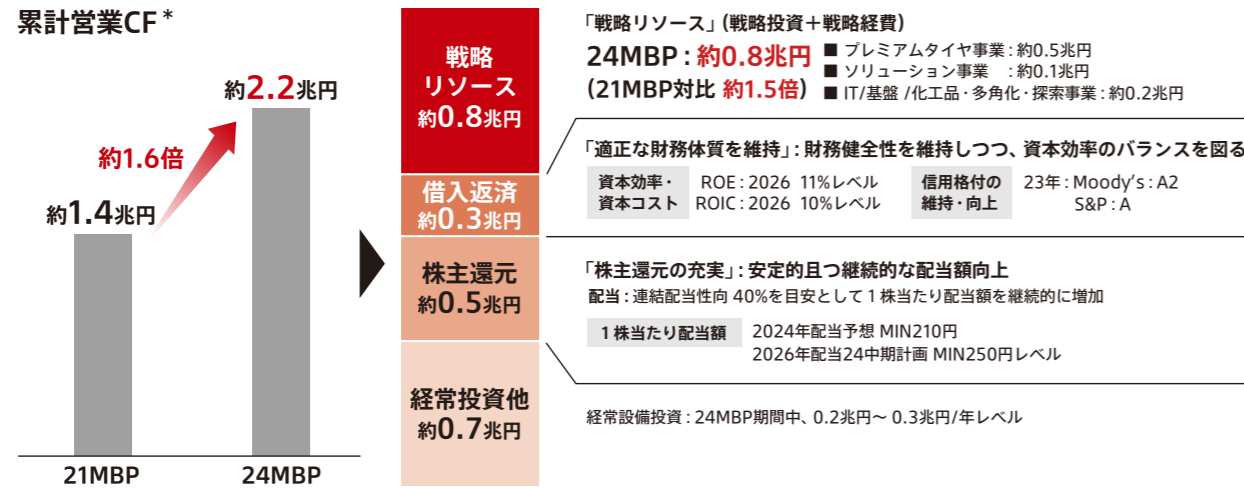 累計営業CF*
約2.2兆円
約1.6倍
約1.4兆円
21MBP
24MBP
戦略
リソース
約0.8兆円
借入返済
約0.3兆円
株主還元
約0.5兆円
経常投資他
約0.7兆円
「戦略リソース」(戦略投資+戦略経費)
24MBP:約0.8兆円
(21MBP対比 約1.5倍)
■ プレミアムタイヤ事業:約0.5兆円
■ ソリューション事業 :約0.1兆円
■ IT/基盤 /化工品・多角化・探索事業:約0.2兆円
「適正な財務体質を維持」:財務健全性を維持しつつ、資本効率のバランスを図る
資本効率・
資本コスト
ROE:2026 11%レベル
ROIC:2026 10%レベル
信用格付の
維持・向上
23年:Moody's:A2
S&P:A
「株主還元の充実」:安定的且つ継続的な配当額向上
配当:連結配当性向 40%を目安として1株当たり配当額を継続的に増加
1株当たり配当額
2024年配当予想 MIN210円
2026年配当24中期計画 MIN250円レベル
経常設備投資:24MBP期間中、0.2兆円~ 0.3兆円/年レベル